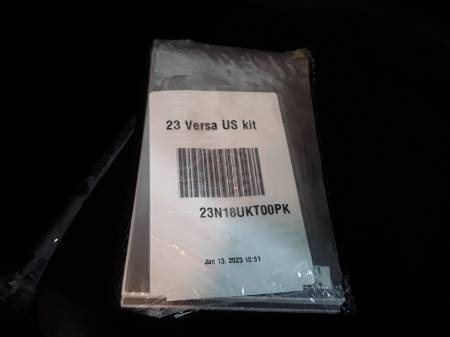 23 Versa US kit
23N18UKT00PK
Jan 13, 2023 10:51